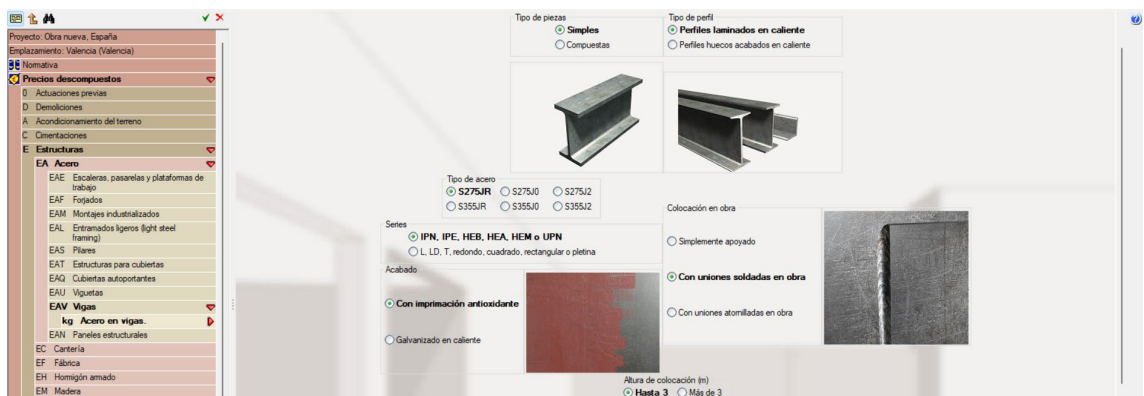 Proyecto: Obra nueva, España
Emplazamiento: Valencia (Valencia)
Normativa
Precios descompuestos
0 Actuaciones previas
D Demoliciones
A Acondicionamiento del terreno
C Cimentaciones
E Estructuras
EA Acero
EAE Escaleras, pasarelas y plataformas de
trabajo
EAF Forjados
EAM Montajes industrializados
EAL Entramados ligeros (light steel
framing)
EAS Pilares
EAT Estructuras para cubiertas
EAQ Cubiertas autoportantes
EAU Viguetas
EAV Vigas
kg Acero en vigas.
EAN Paneles estructurales
EC Cantería
EF Fábrica
EH Hormigón armado
EM Madera
Tipo de piezas
Simples
Compuestas
Tipo de perfil
Perfiles laminados en caliente
Perfiles huecos acabados en caliente
Tipo de acero
S275JR S275J0 S275J2
S355JR S355J0 S355J2
Series
IPN, IPE, HEB, HEA, HEM o UPN
L, LD, T, redondo, cuadrado, rectangular o pletina
Acabado
Con imprimación antioxidante
Galvanizado en caliente
Colocación en obra
Simplemente apoyado
Con uniones soldadas en obra
Con uniones atornilladas en obra
Altura de colocación (m)
Hasta 3 Más de 3